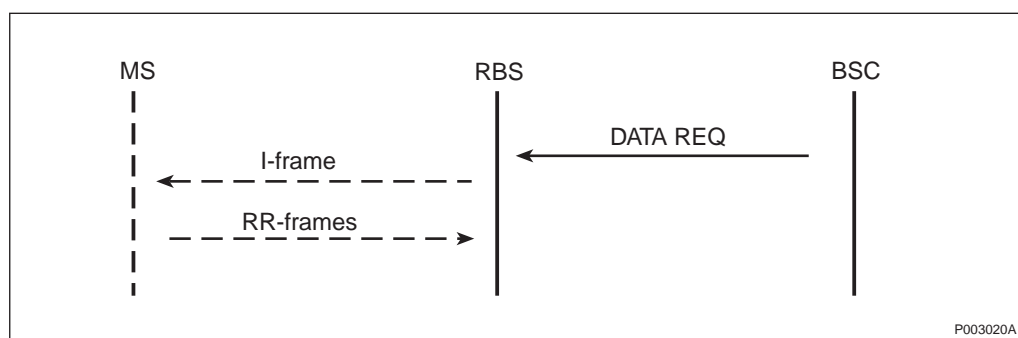 MS RBS BSC
DATA REQ
I-frame
RR-frames
P003020A